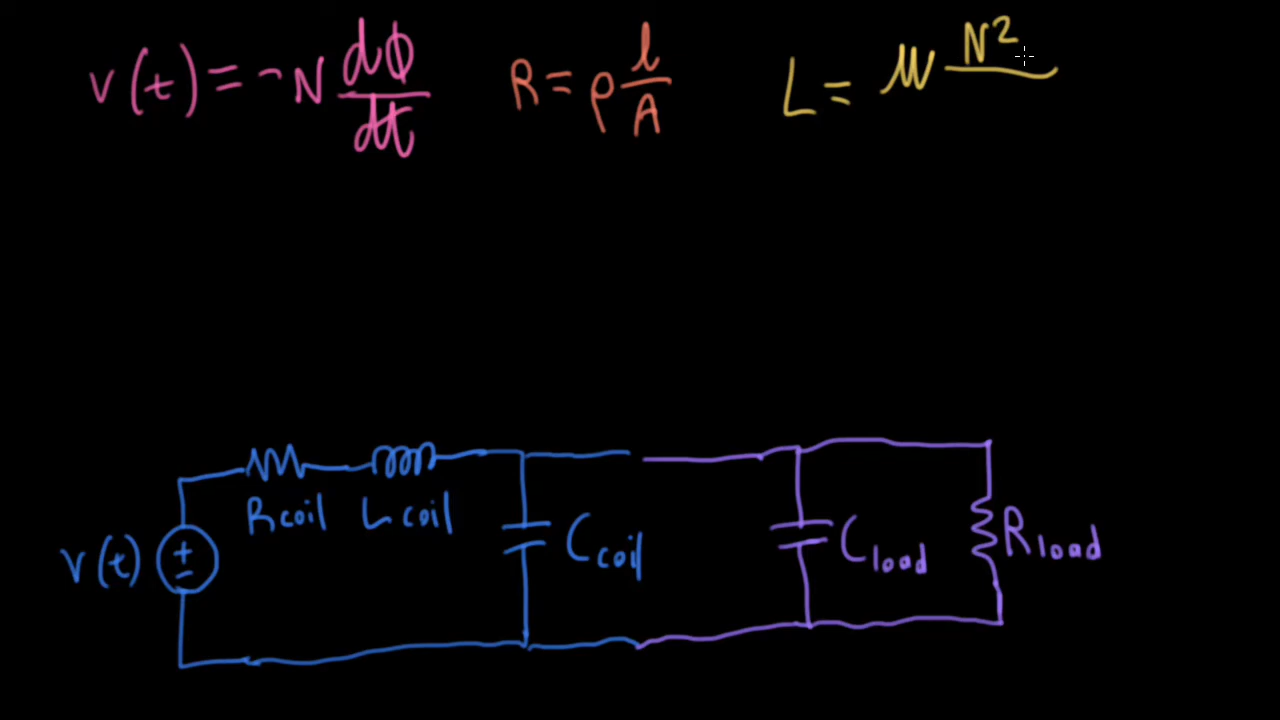 v(t) = -N dΦ/dt
R = ρ l/A
L = μ N²/
Rcoil
Lcoil
v(t)
+
-
Ccoil
Cload
Rload